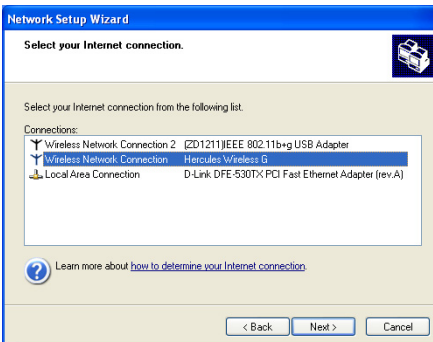 Network Setup Wizard
Select your Internet connection.
Select your Internet connection from the following list.
Connections:
Wireless Network Connection 2 (ZD1211)IEEE 802.11b+g USB Adapter
Wireless Network Connection Hercules Wireless G
Local Area Connection D-Link DFE-530TX PCI Fast Ethernet Adapter (rev.A)
Learn more about how to determine your Internet connection.
< Back Next > Cancel